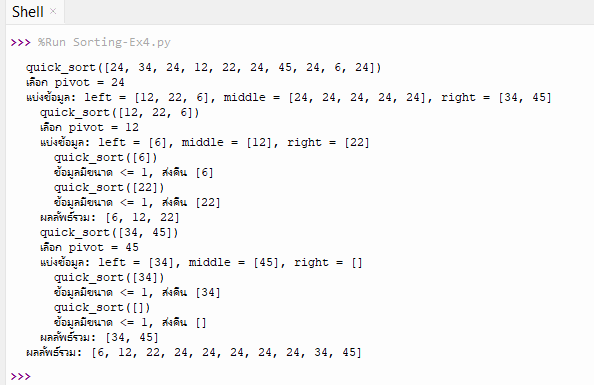 Shell ×
>>> %Run Sorting-Ex4.py
quick_sort([24, 34, 24, 12, 22, 24, 45, 24, 6, 24])
เลือก pivot = 24
แบ่งข้อมูล: left = [12, 22, 6], middle = [24, 24, 24, 24, 24], right = [34, 45]
quick_sort([12, 22, 6])
เลือก pivot = 12
แบ่งข้อมูล: left = [6], middle = [12], right = [22]
quick_sort([6])
ข้อมูลมีขนาด <= 1, ส่งคืน [6]
quick_sort([22])
ข้อมูลมีขนาด <= 1, ส่งคืน [22]
ผลลัพธ์รวม: [6, 12, 22]
quick_sort([34, 45])
เลือก pivot = 45
แบ่งข้อมูล: left = [34], middle = [45], right = []
quick_sort([34])
ข้อมูลมีขนาด <= 1, ส่งคืน [34]
quick_sort([])
ข้อมูลมีขนาด <= 1, ส่งคืน []
ผลลัพธ์รวม: [34, 45]
ผลลัพธ์รวม: [6, 12, 22, 24, 24, 24, 24, 24, 34, 45]
>>>